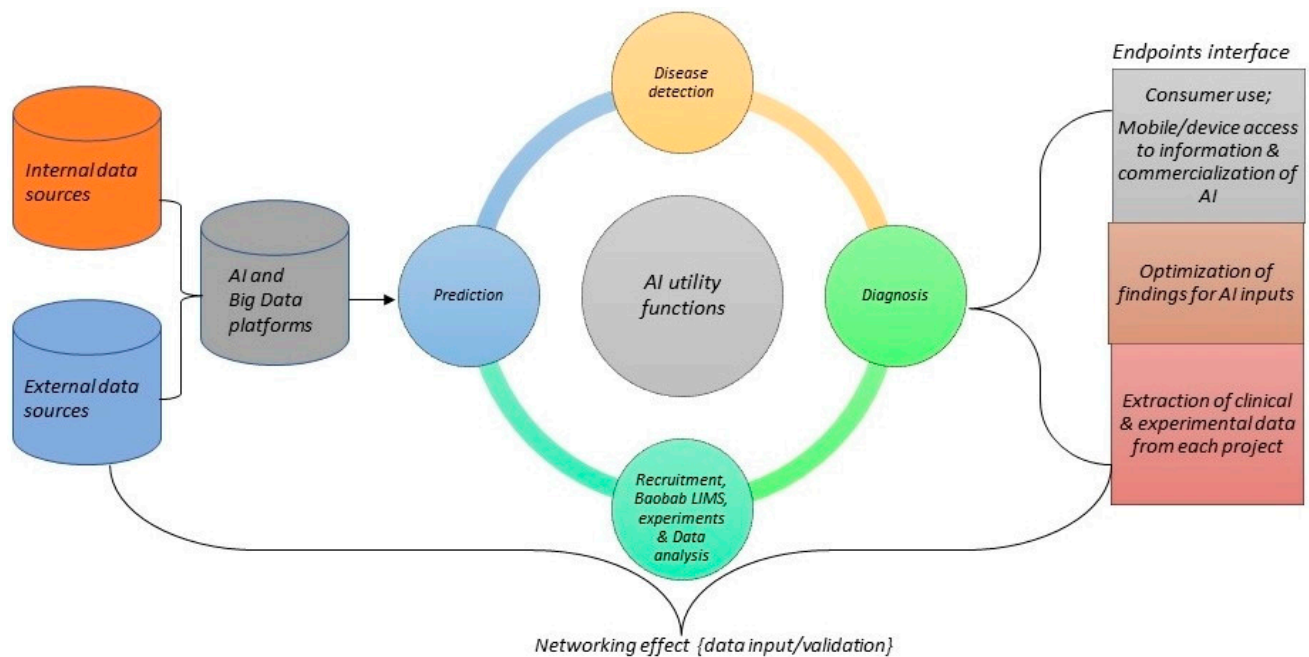 Internal data
sources
External data
sources
AI and
Big Data
platforms
Prediction
Disease
detection
AI utility
functions
Diagnosis
Recruitment,
Baobab LIMS,
experiments
& Data
analysis
Endpoints interface
Consumer use;
Mobile/device access
to information &
commercialization of
AI
Optimization of
findings for AI inputs
Extraction of clinical
& experimental data
from each project
Networking effect {data input/validation}